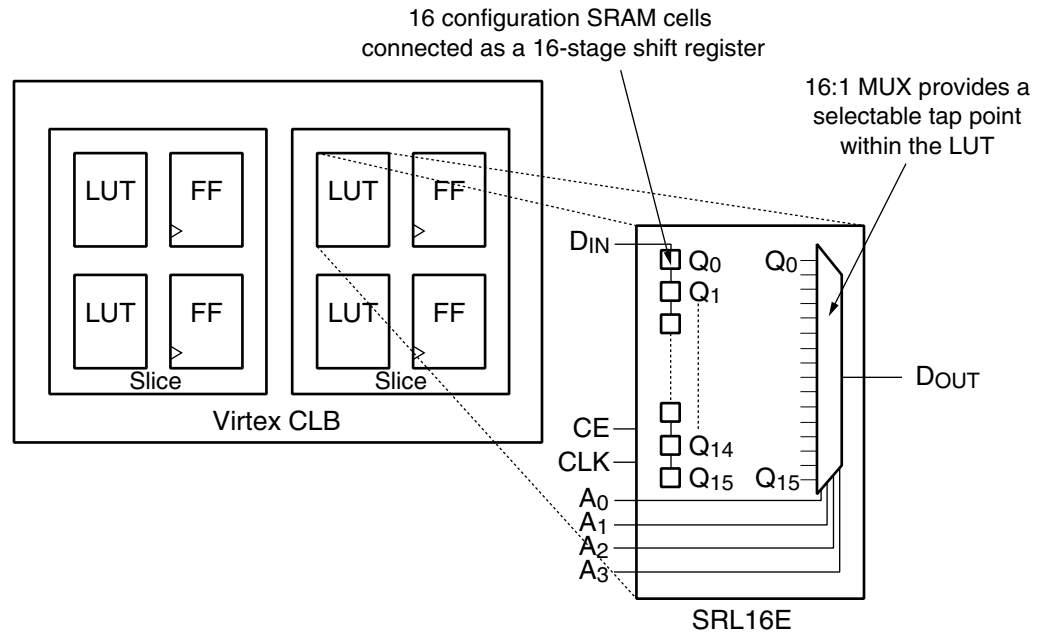 16 configuration SRAM cells
connected as a 16-stage shift register
16:1 MUX provides a
selectable tap point
within the LUT
LUT
FF
LUT
FF
LUT
FF
LUT
FF
Slice
Slice
Virtex CLB
DIN
Q0
Q0
Q1
DOUT
CE
Q14
CLK
Q15
Q15
A0
A1
A2
A3
SRL16E